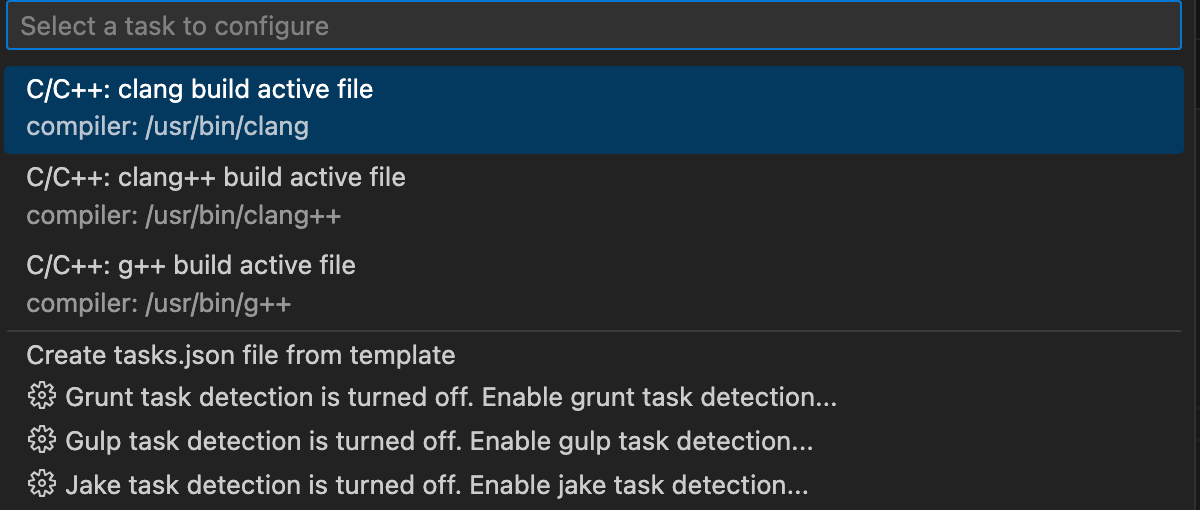 Select a task to configure
C/C++: clang build active file
compiler: /usr/bin/clang
C/C++: clang++ build active file
compiler: /usr/bin/clang++
C/C++: g++ build active file
compiler: /usr/bin/g++
Create tasks.json file from template
Grunt task detection is turned off. Enable grunt task detection...
Gulp task detection is turned off. Enable gulp task detection...
Jake task detection is turned off. Enable jake task detection...